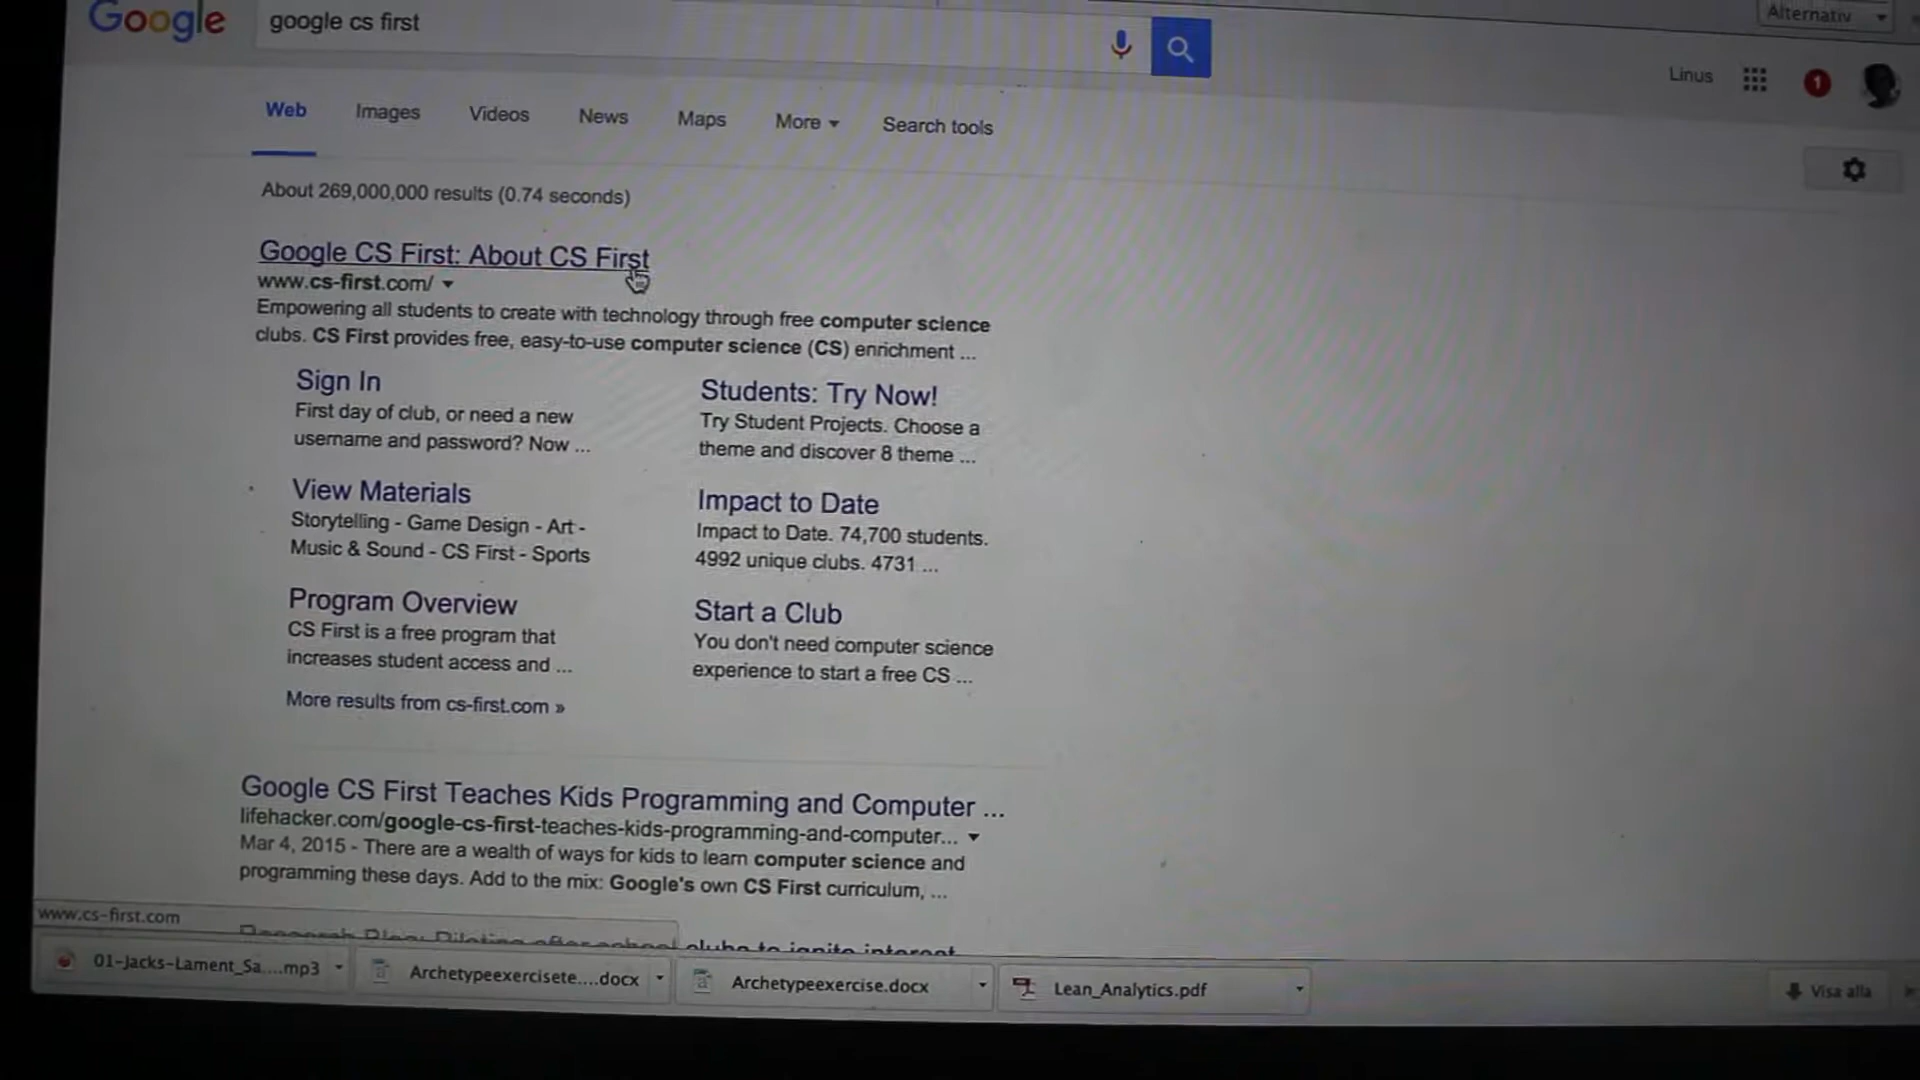 Alternativ
Google google cs first
Linus 1
Web Images Videos News Maps More Search tools
About 269,000,000 results (0.74 seconds)
Google CS First: About CS First
www.cs-first.com/
Empowering all students to create with technology through free computer science
clubs. CS First provides free, easy-to-use computer science (CS) enrichment ...
Sign In
First day of club, or need a new
username and password? Now ...
Students: Try Now!
Try Student Projects. Choose a
theme and discover 8 theme ...
View Materials
Storytelling - Game Design - Art -
Music & Sound - CS First - Sports
Impact to Date
Impact to Date. 74,700 students.
4992 unique clubs. 4731 ...
Program Overview
CS First is a free program that
increases student access and ...
Start a Club
You don't need computer science
experience to start a free CS ...
More results from cs-first.com »
Google CS First Teaches Kids Programming and Computer ...
lifehacker.com/google-cs-first-teaches-kids-programming-and-computer...
Mar 4, 2015 - There are a wealth of ways for kids to learn computer science and
programming these days. Add to the mix: Google's own CS First curriculum, ...
www.cs-first.com
clubs to ignite interest
01-Jacks-Lament_Sa....mp3 Archetypeexercisete....docx Archetypeexercise.docx Lean_Analytics.pdf Visa alla